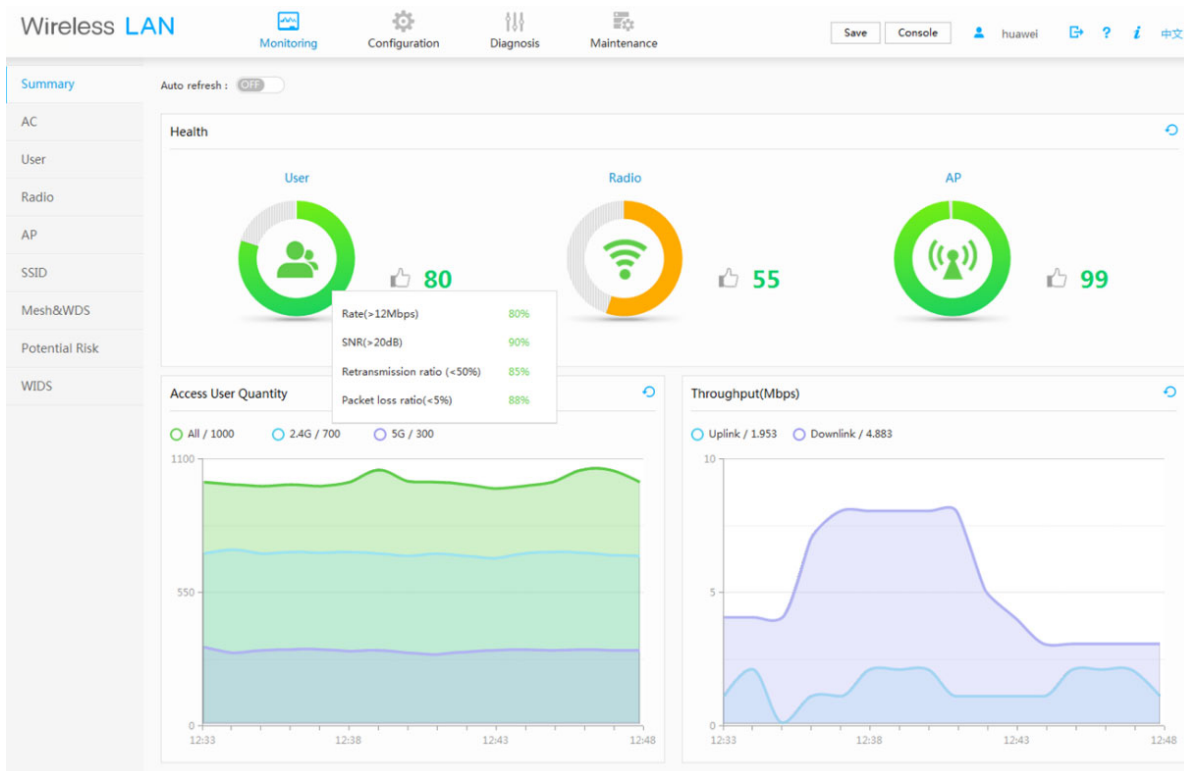 Wireless LAN
Monitoring
Configuration
Diagnosis
Maintenance
Save
Console
huawei
?
i
中文
Summary
AC
User
Radio
AP
SSID
Mesh&WDS
Potential Risk
WIDS
Auto refresh :
OFF
Health
User
Radio
AP
80
55
99
Rate(>12Mbps) 80%
SNR(>20dB) 90%
Retransmission ratio (<50%) 85%
Packet loss ratio(<5%) 88%
Access User Quantity
All / 1000
2.4G / 700
5G / 300
1100
550
0
12:33
12:38
12:43
12:48
Throughput(Mbps)
Uplink / 1.953
Downlink / 4.883
10
5
0
12:33
12:38
12:43
12:48